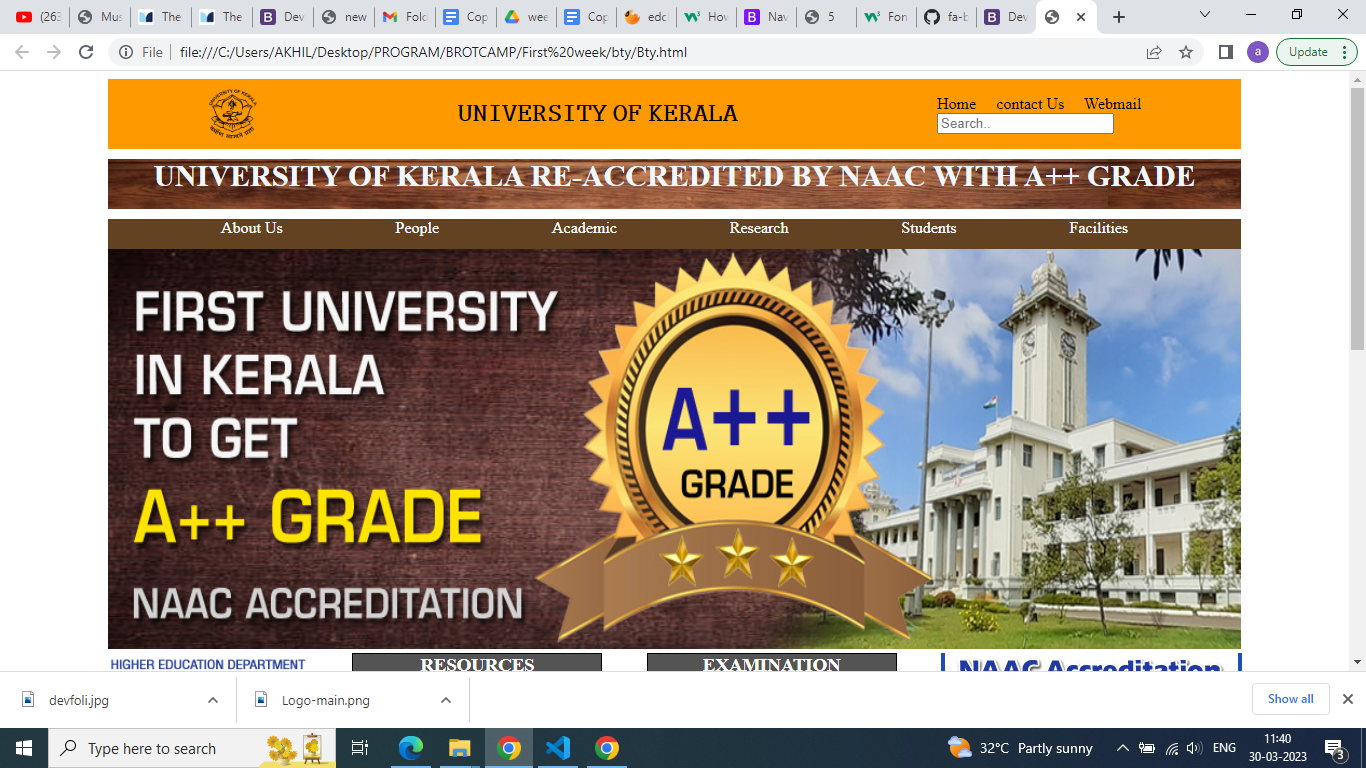 (263
Mus
The
The
Dev
new
Fold
Cop
wee
Cop
edcl
How
Nav
5
Fon
fa-b
Dev
File
file:///C:/Users/AKHIL/Desktop/PROGRAM/BROTCAMP/First%20week/bty/Bty.html
a
Update
UNIVERSITY OF KERALA
Home contact Us Webmail
Search..
UNIVERSITY OF KERALA RE-ACCREDITED BY NAAC WITH A++ GRADE
About Us People Academic Research Students Facilities
FIRST UNIVERSITY
IN KERALA
TO GET
A++ GRADE
NAAC ACCREDITATION
A++
GRADE
HIGHER EDUCATION DEPARTMENT
RESOURCES
EXAMINATION
NAAC Accreditation
devfoli.jpg
Logo-main.png
Show all
Type here to search
32°C Partly sunny
ENG
11:40
30-03-2023
3